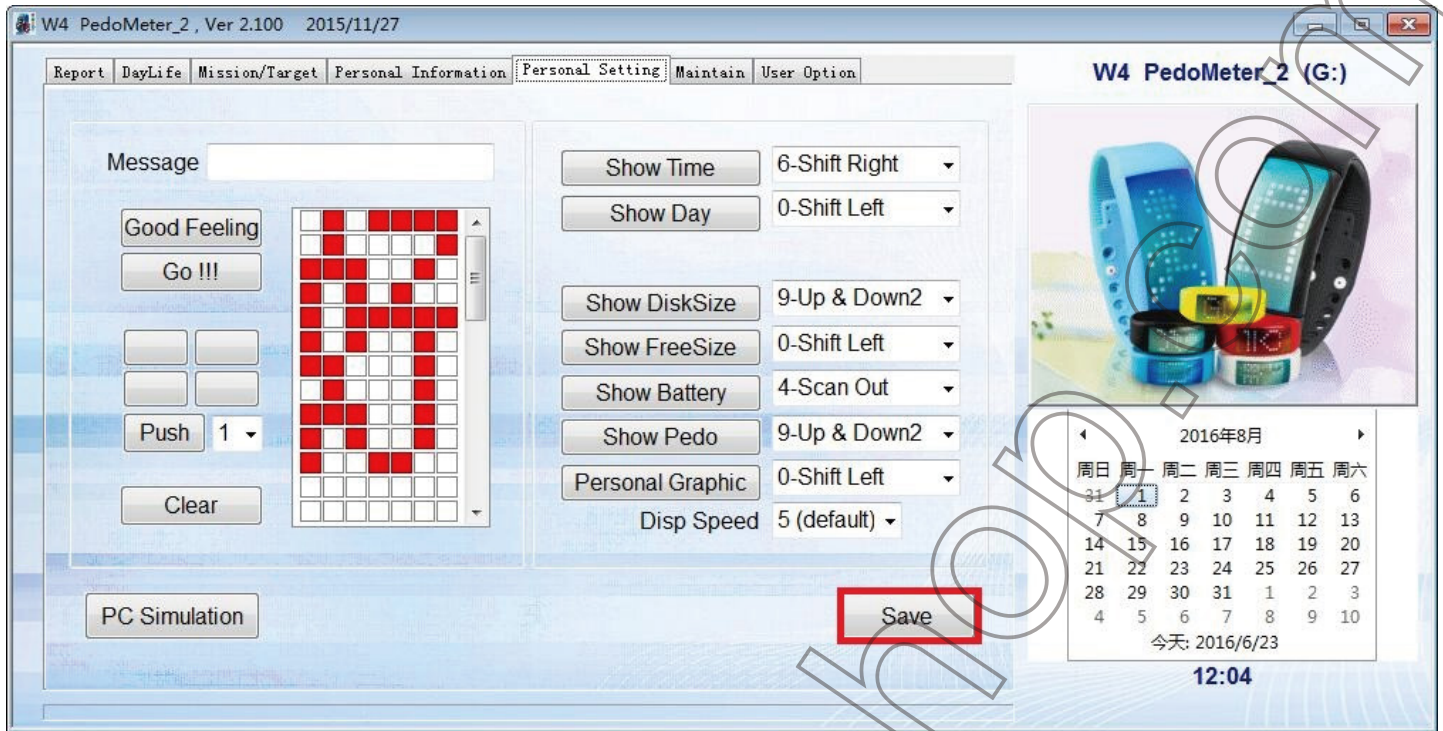 W4 PedoMeter_2 , Ver 2.100 2015/11/27
Report DayLife Mission/Target Personal Information Personal Setting Maintain User Option
W4 PedoMeter_2 (G:)
Message
Good Feeling
Go !!!
Push 1
Clear
PC Simulation
Show Time 6-Shift Right
Show Day 0-Shift Left
Show DiskSize 9-Up & Down2
Show FreeSize 0-Shift Left
Show Battery 4-Scan Out
Show Pedo 9-Up & Down2
Personal Graphic 0-Shift Left
Disp Speed 5 (default)
Save
2016年8月
周日 周一 周二 周三 周四 周五 周六
31 1 2 3 4 5 6
7 8 9 10 11 12 13
14 15 16 17 18 19 20
21 22 23 24 25 26 27
28 29 30 31 1 2 3
4 5 6 7 8 9 10
今天: 2016/6/23
12:04